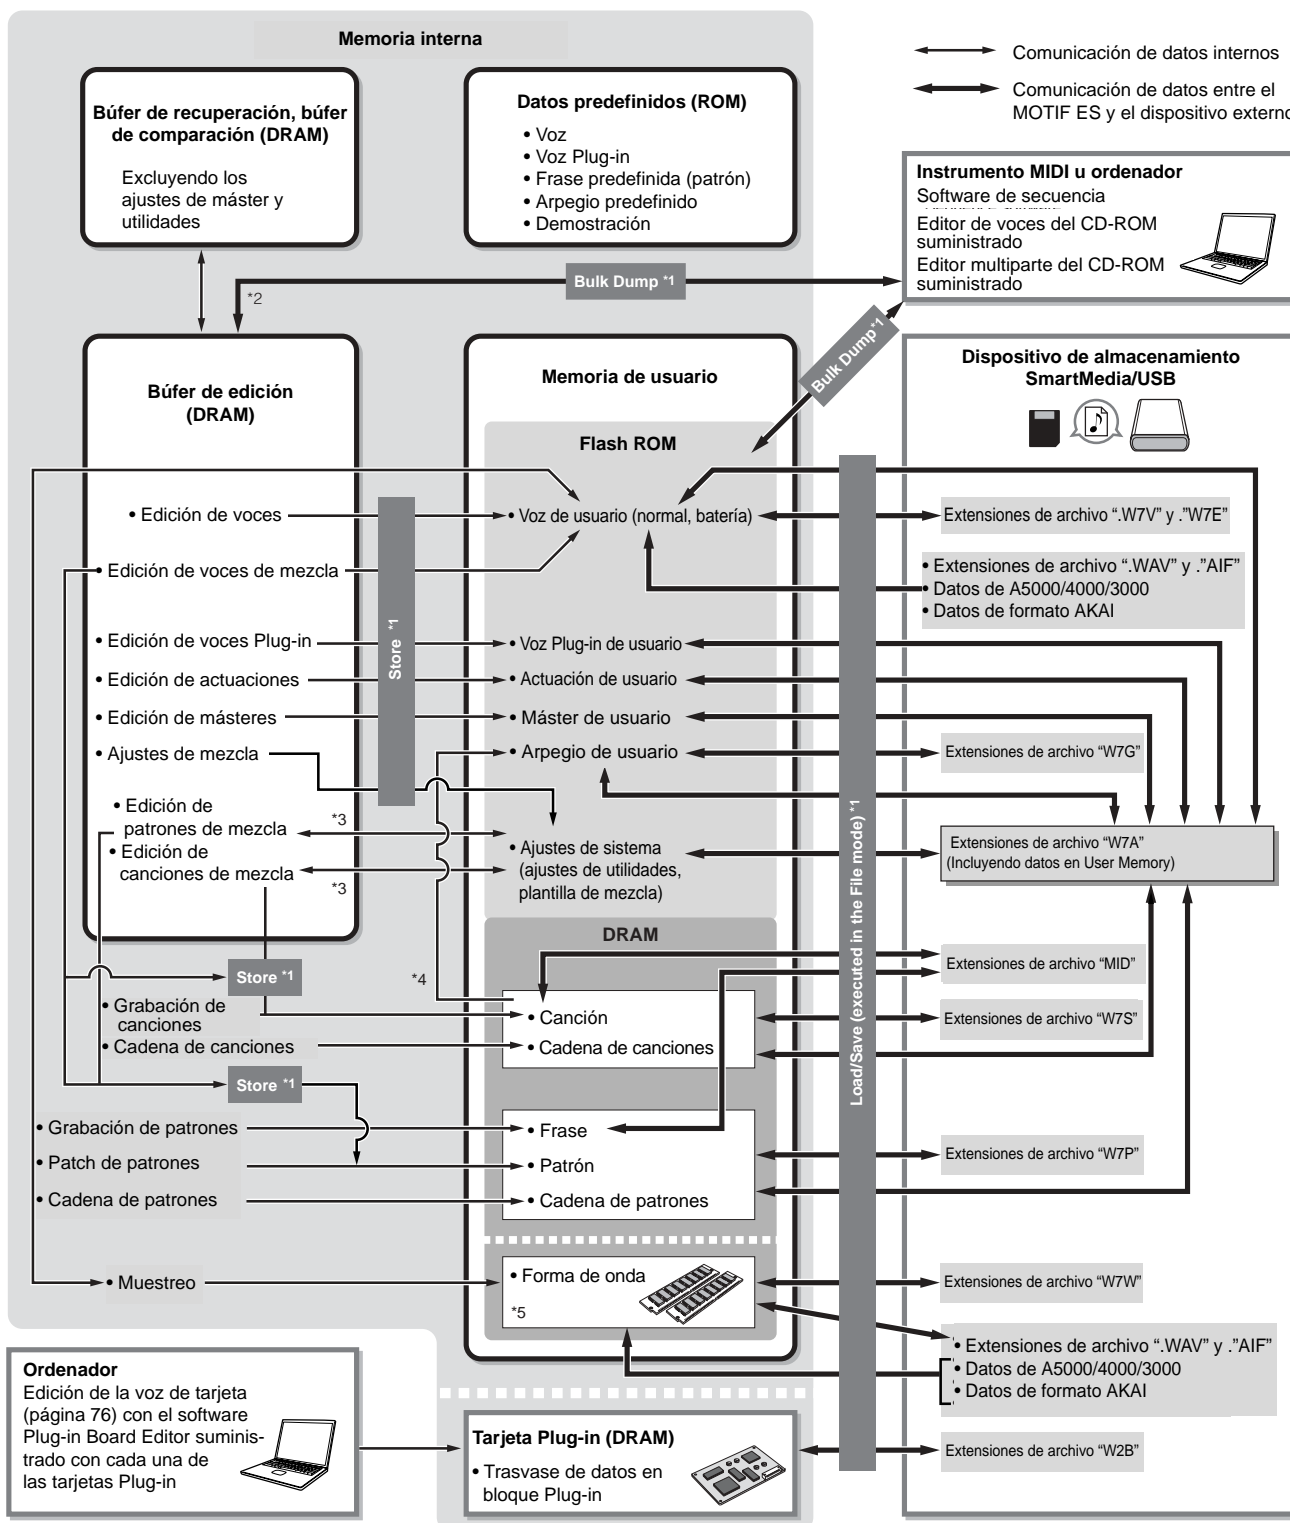 Memoria interna
Comunicación de datos internos
Comunicación de datos entre el
MOTIF ES y el dispositivo externo
Búfer de recuperación, búfer
de comparación (DRAM)
Excluyendo los
ajustes de máster y
utilidades
Datos predefinidos (ROM)
• Voz
• Voz Plug-in
• Frase predefinida (patrón)
• Arpegio predefinido
• Demostración
Instrumento MIDI u ordenador
Software de secuencia
Editor de voces del CD-ROM
suministrado
Editor multiparte del CD-ROM
suministrado
Bulk Dump *1
*2
Bulk Dump *1
Búfer de edición
(DRAM)
• Edición de voces
• Edición de voces de mezcla
• Edición de voces Plug-in
• Edición de actuaciones
• Edición de másteres
• Ajustes de mezcla
• Edición de
patrones de mezcla
• Edición de
canciones de mezcla
*3
*3
Store *1
Memoria de usuario
Flash ROM
• Voz de usuario (normal, batería)
• Voz Plug-in de usuario
• Actuación de usuario
• Máster de usuario
• Arpegio de usuario
• Ajustes de sistema
(ajustes de utilidades,
plantilla de mezcla)
DRAM
*4
Store *1
• Grabación de
canciones
• Cadena de canciones
• Canción
• Cadena de canciones
Store *1
• Grabación de patrones
• Patch de patrones
• Cadena de patrones
• Frase
• Patrón
• Cadena de patrones
• Muestreo
• Forma de onda
*5
Load/Save (executed in the File mode) *1
Dispositivo de almacenamiento
SmartMedia/USB
Extensiones de archivo “.W7V” y .”W7E”
• Extensiones de archivo “.WAV” y .”AIF”
• Datos de A5000/4000/3000
• Datos de formato AKAI
Extensiones de archivo “W7G”
Extensiones de archivo “W7A”
(Incluyendo datos en User Memory)
Extensiones de archivo “MID”
Extensiones de archivo “W7S”
Extensiones de archivo “W7P”
Extensiones de archivo “W7W”
• Extensiones de archivo “.WAV” y .”AIF”
• Datos de A5000/4000/3000
• Datos de formato AKAI
Extensiones de archivo “W2B”
Ordenador
Edición de la voz de tarjeta
(página 76) con el software
Plug-in Board Editor suminis-
trado con cada una de
las tarjetas Plug-in
Tarjeta Plug-in (DRAM)
• Trasvase de datos en
bloque Plug-in